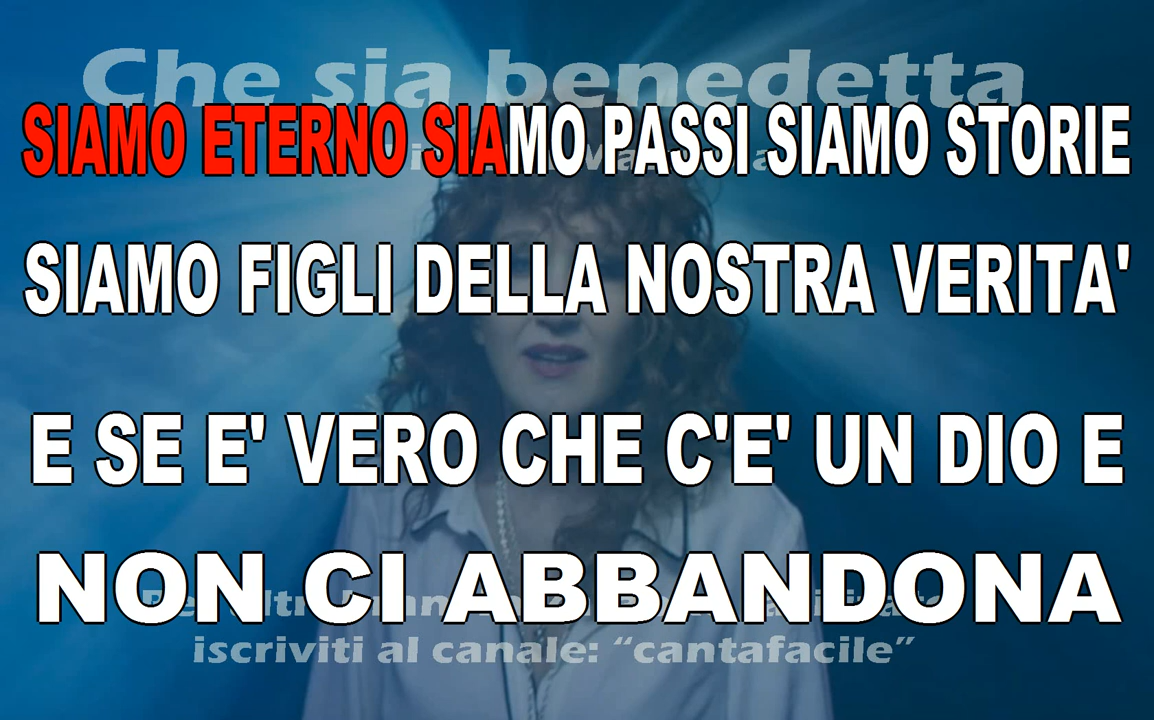 Che sia benedetta
SIAMO ETERNO SIAMO PASSI SIAMO STORIE
SIAMO FIGLI DELLA NOSTRA VERITA'
E SE E' VERO CHE C'E' UN DIO E
NON CI ABBANDONA
iscriviti al canale: “cantafacile”